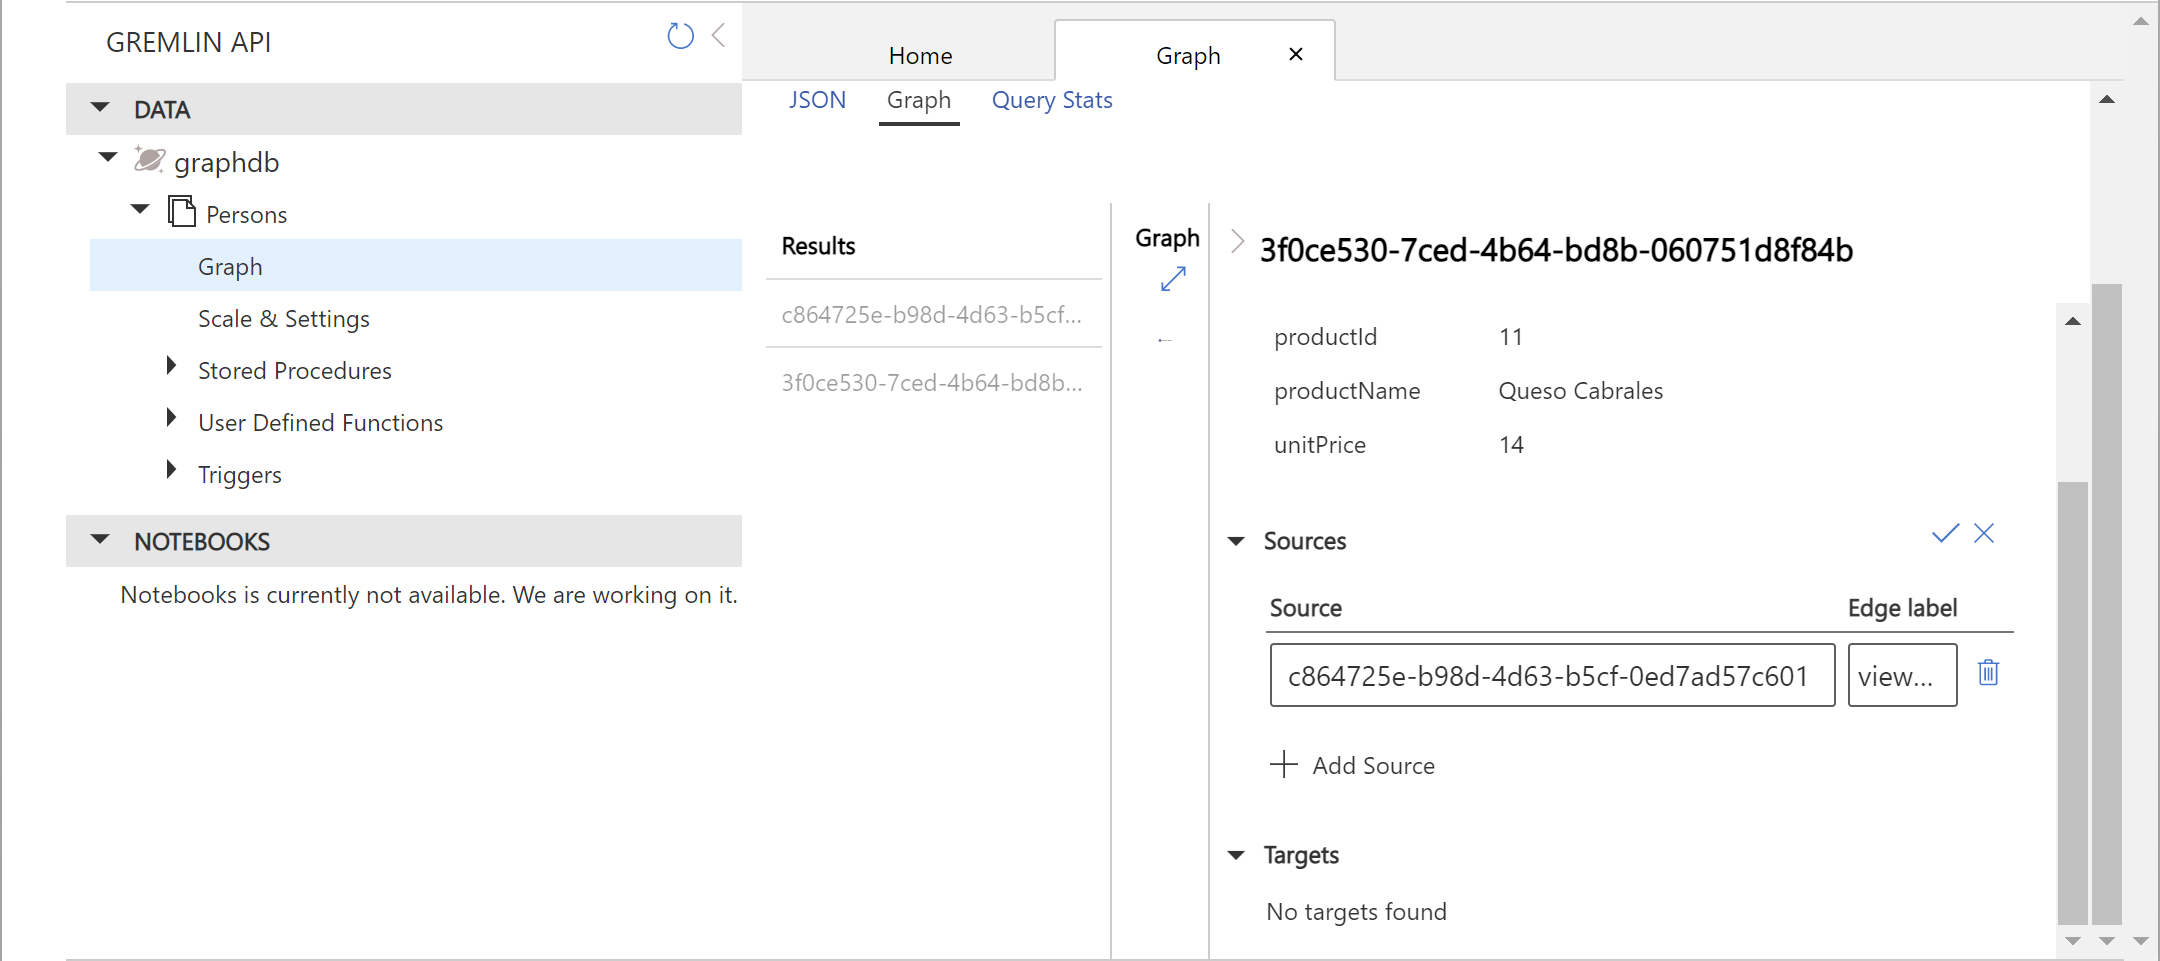 GREMLIN API
DATA
graphdb
Persons
Graph
Scale & Settings
Stored Procedures
User Defined Functions
Triggers
NOTEBOOKS
Notebooks is currently not available. We are working on it.
Home
Graph
JSON
Graph
Query Stats
Results
c864725e-b98d-4d63-b5cf...
3f0ce530-7ced-4b64-bd8b...
Graph
3f0ce530-7ced-4b64-bd8b-060751d8f84b
productId 11
productName Queso Cabrales
unitPrice 14
Sources
Source Edge label
c864725e-b98d-4d63-b5cf-0ed7ad57c601 view...
Add Source
Targets
No targets found